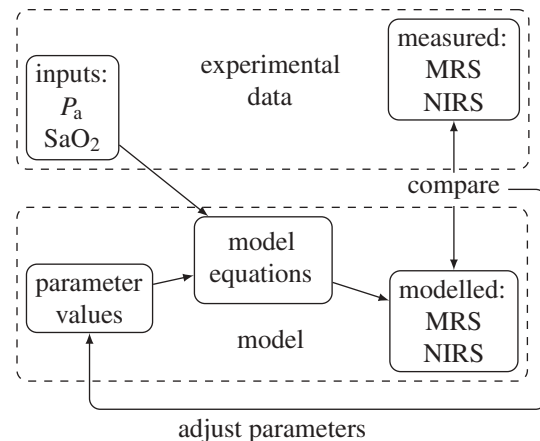 inputs:
Pₐ
SaO₂
experimental
data
measured:
MRS
NIRS
compare
parameter
values
model
equations
model
modelled:
MRS
NIRS
adjust parameters